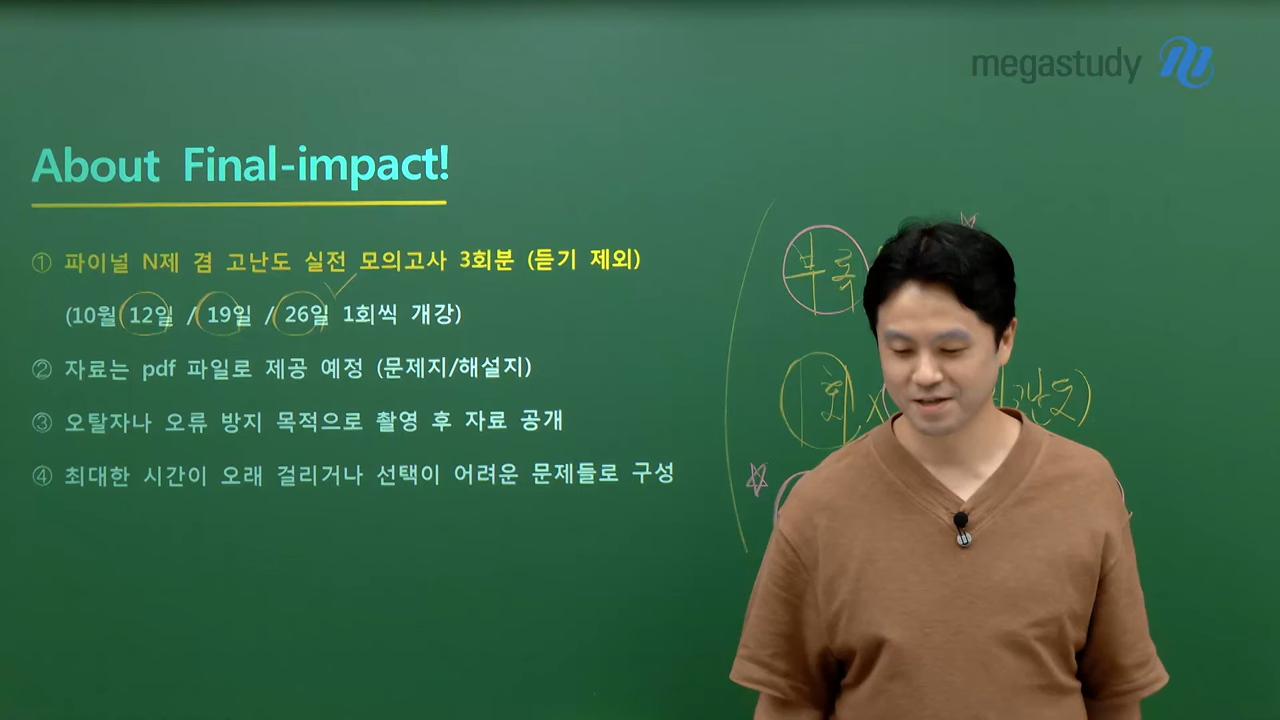 megastudy
About Final-impact!
① 파이널 N제 겸 고난도 실전 모의고사 3회분 (듣기 제외)
(10월 12일 / 19일 / 26일 1회씩 개강)
② 자료는 pdf 파일로 제공 예정 (문제지/해설지)
③ 오탈자나 오류 방지 목적으로 촬영 후 자료 공개
④ 최대한 시간이 오래 걸리거나 선택이 어려운 문제들로 구성
부록
1회 X